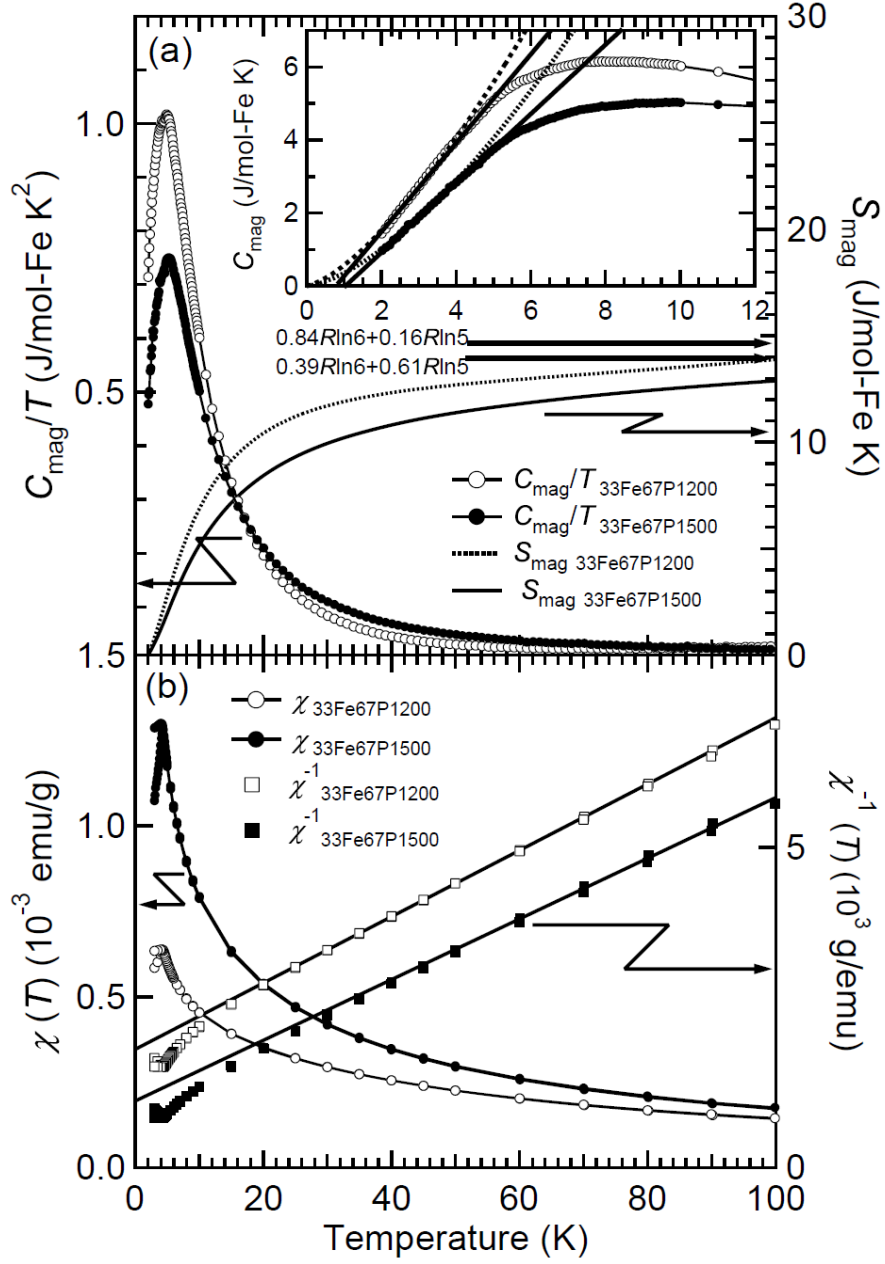 (a)
C_mag/T (J/mol-Fe K²)
1.0
0.5
1.5
C_mag (J/mol-Fe K)
6
4
2
0
0 2 4 6 8 10 12
S_mag (J/mol-Fe K)
30
20
10
0
0.84Rln6+0.16Rln5
0.39Rln6+0.61Rln5
C_mag/T 33Fe67P1200
C_mag/T 33Fe67P1500
S_mag 33Fe67P1200
S_mag 33Fe67P1500
(b)
χ 33Fe67P1200
χ 33Fe67P1500
χ⁻¹ 33Fe67P1200
χ⁻¹ 33Fe67P1500
χ (T) (10⁻³ emu/g)
1.0
0.5
0.0
χ⁻¹ (T) (10³ g/emu)
5
0
0 20 40 60 80 100
Temperature (K)